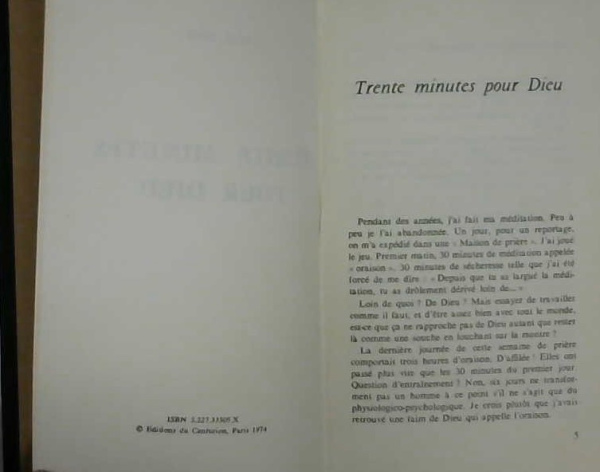 ISBN 2.227.31505.X
© Éditions du Centurion, Paris 1974
Trente minutes pour Dieu
Pendant des années, j'ai fait ma méditation. Peu à
peu je l'ai abandonnée. Un jour, pour un reportage,
on m'a expédié dans une « Maison de prière ». J'ai joué
le jeu. Premier matin, 30 minutes de méditation appelée
« oraison ». 30 minutes de sécheresse telle que j'ai été
forcé de me dire : « Depuis que tu as largué la médi-
tation, tu as drôlement dérivé loin de... »
Loin de quoi ? De Dieu ? Mais essayer de travailler
comme il faut, et d'être assez bien avec tout le monde,
est-ce que ça ne rapproche pas de Dieu autant que rester
là comme une souche en louchant sur la montre ?
La dernière journée de cette semaine de prière
comportait trois heures d'oraison. D'affilée ! Elles ont
passé plus vite que les 30 minutes du premier jour.
Question d'entraînement ? Non, six jours ne transfor-
ment pas un homme à ce point s'il ne s'agit que du
physiologico-psychologique. Je crois plutôt que j'avais
retrouvé une faim de Dieu qui appelle l'oraison.
5